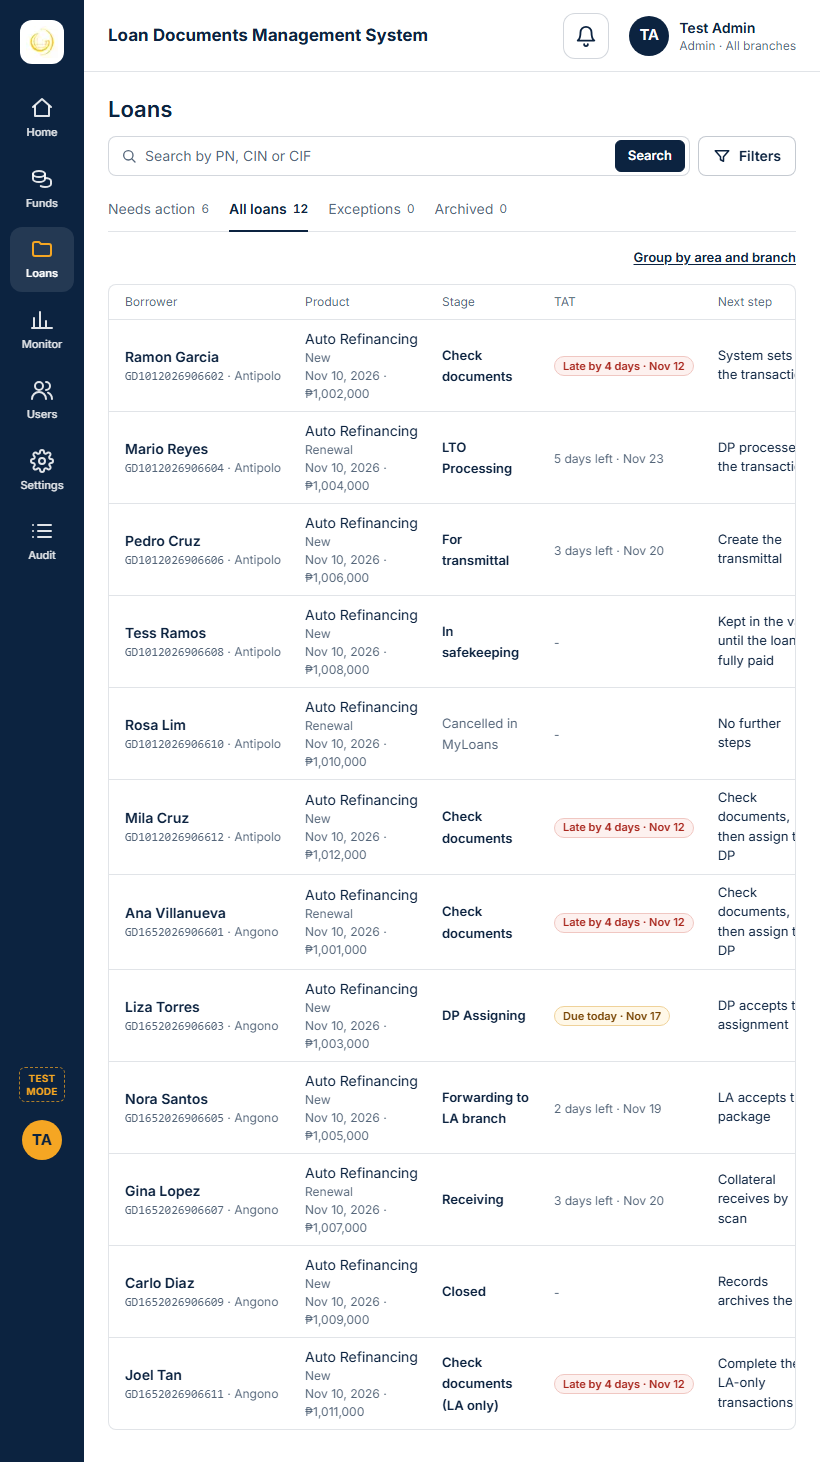 Loan Documents Management System
TA
Test Admin
Admin · All branches
Home
Funds
Loans
Monitor
Users
Settings
Audit
TEST
MODE
TA
Loans
Search by PN, CIN or CIF
Search
Filters
Needs action 6
All loans 12
Exceptions 0
Archived 0
Group by area and branch
Borrower Product Stage TAT Next step
Ramon Garcia
GD1012026906602 · Antipolo
Auto Refinancing
New
Nov 10, 2026 ·
₱1,002,000
Check
documents
Late by 4 days · Nov 12
System sets
the
Mario Reyes
GD1012026906604 · Antipolo
Auto Refinancing
Renewal
Nov 10, 2026 ·
₱1,004,000
LTO
Processing
5 days left · Nov 23
DP
the
Pedro Cruz
GD1012026906606 · Antipolo
Auto Refinancing
New
Nov 10, 2026 ·
₱1,006,000
For
transmittal
3 days left · Nov 20
Create the
transmittal
Tess Ramos
GD1012026906608 · Antipolo
Auto Refinancing
New
Nov 10, 2026 ·
₱1,008,000
In
safekeeping
-
Kept in the
until the loan
fully paid
Rosa Lim
GD1012026906610 · Antipolo
Auto Refinancing
Renewal
Nov 10, 2026 ·
₱1,010,000
Cancelled in
MyLoans
-
No further
steps
Mila Cruz
GD1012026906612 · Antipolo
Auto Refinancing
New
Nov 10, 2026 ·
₱1,012,000
Check
documents
Late by 4 days · Nov 12
Check
documents,
then assign
DP
Ana Villanueva
GD1652026906601 · Angono
Auto Refinancing
Renewal
Nov 10, 2026 ·
₱1,001,000
Check
documents
Late by 4 days · Nov 12
Check
documents,
then assign
DP
Liza Torres
GD1652026906603 · Angono
Auto Refinancing
New
Nov 10, 2026 ·
₱1,003,000
DP Assigning
Due today · Nov 17
DP accepts
assignment
Nora Santos
GD1652026906605 · Angono
Auto Refinancing
New
Nov 10, 2026 ·
₱1,005,000
Forwarding to
LA branch
2 days left · Nov 19
LA accepts
package
Gina Lopez
GD1652026906607 · Angono
Auto Refinancing
Renewal
Nov 10, 2026 ·
₱1,007,000
Receiving
3 days left · Nov 20
Collateral
receives by
scan
Carlo Diaz
GD1652026906609 · Angono
Auto Refinancing
New
Nov 10, 2026 ·
₱1,009,000
Closed
-
Records
archives the
Joel Tan
GD1652026906611 · Angono
Auto Refinancing
New
Nov 10, 2026 ·
₱1,011,000
Check
documents
(LA only)
Late by 4 days · Nov 12
Complete the
LA-only
transactions